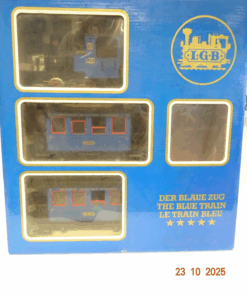 LGB
DER BLAUE ZUG
THE BLUE TRAIN
LE TRAIN BLEU
23 10 2025